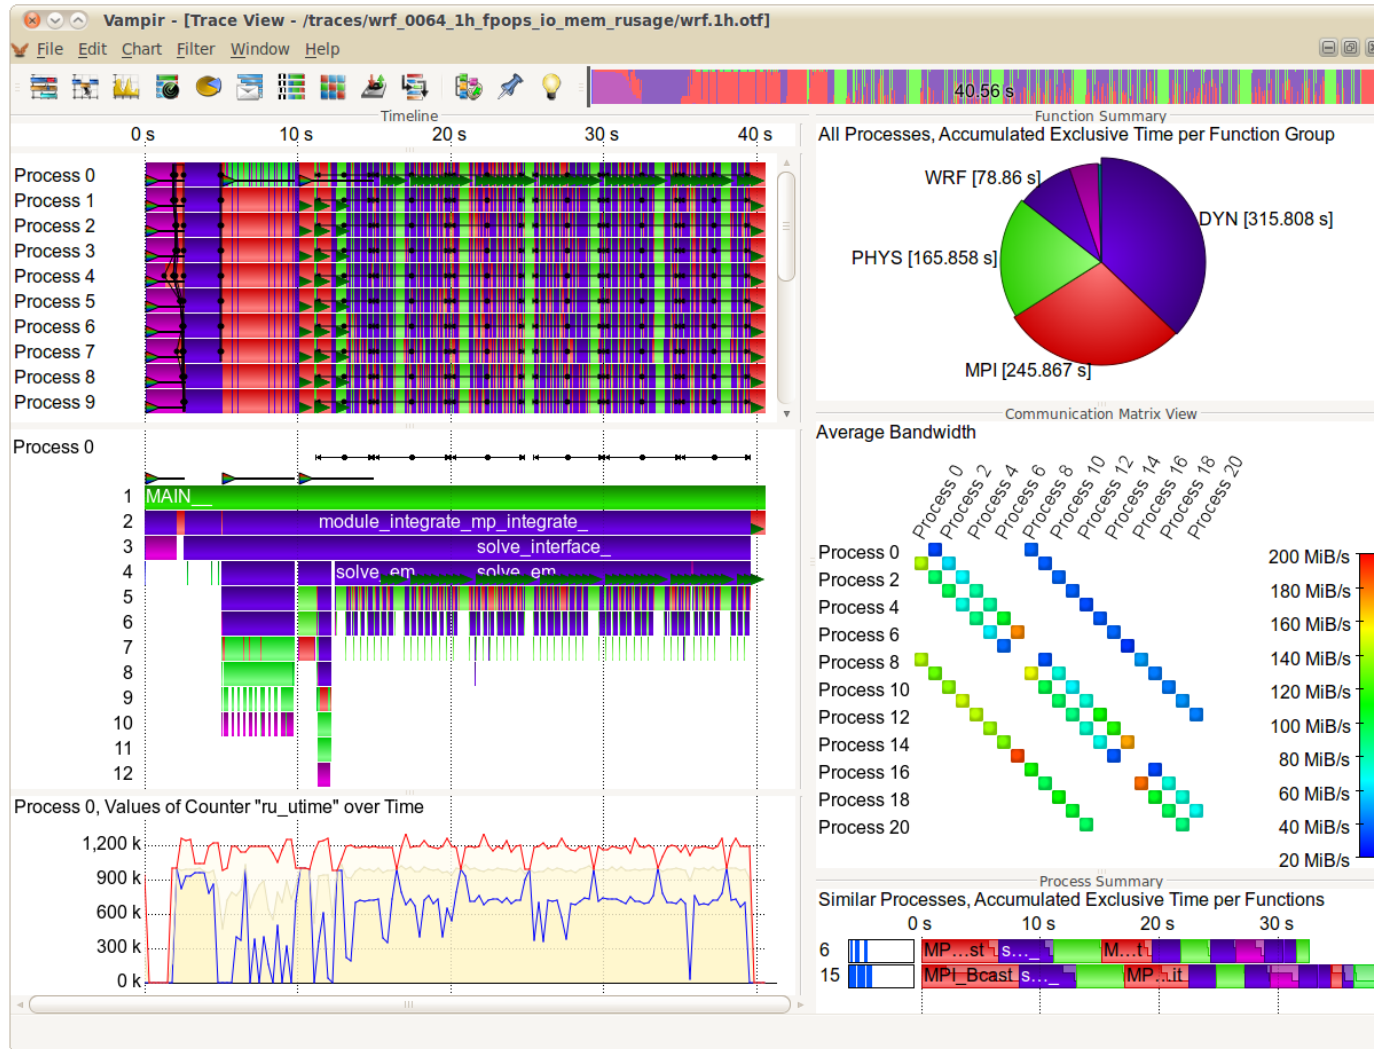 Vampir - [Trace View - /traces/wrf_0064_1h_fpops_io_mem_rusage/wrf.1h.otf]
File Edit Chart Filter Window Help
40.56 s
Timeline
0 s 10 s 20 s 30 s 40 s
Process 0
Process 1
Process 2
Process 3
Process 4
Process 5
Process 6
Process 7
Process 8
Process 9
Process 0
1 MAIN__
2 module_integrate_mp_integrate_
3 solve_interface_
4 solve_em_ solve_em_
5
6
7
8
9
10
11
12
Process 0, Values of Counter "ru_utime" over Time
1,200 k
900 k
600 k
300 k
0 k
Function Summary
All Processes, Accumulated Exclusive Time per Function Group
WRF [78.86 s]
DYN [315.808 s]
PHYS [165.858 s]
MPI [245.867 s]
Communication Matrix View
Average Bandwidth
Process 0 Process 2 Process 4 Process 6 Process 8 Process 10 Process 12 Process 14 Process 16 Process 18 Process 20
Process 0
Process 2
Process 4
Process 6
Process 8
Process 10
Process 12
Process 14
Process 16
Process 18
Process 20
200 MiB/s
180 MiB/s
160 MiB/s
140 MiB/s
120 MiB/s
100 MiB/s
80 MiB/s
60 MiB/s
40 MiB/s
20 MiB/s
Process Summary
Similar Processes, Accumulated Exclusive Time per Functions
0 s 10 s 20 s 30 s
6 MP...st s..._ M...t
15 MPI_Bcast s..._ MP...it